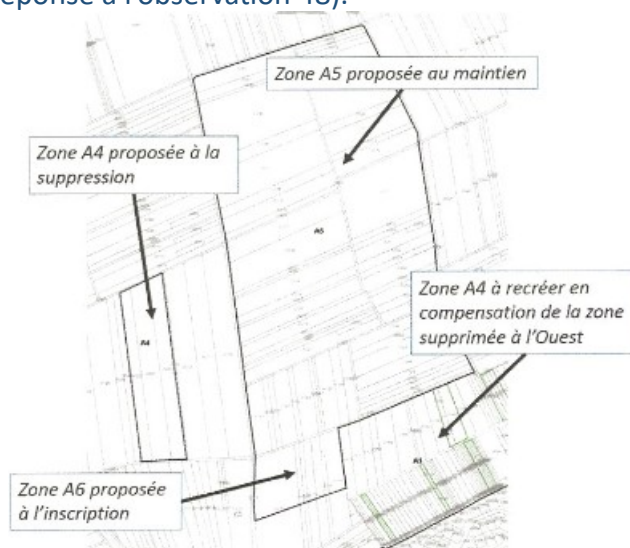 éponse à l'observation 48).
Zone A5 proposée au maintien
Zone A4 proposée à la
suppression
A5
Zone A4 à recréer en
compensation de la zone
supprimée à l'Ouest
A4
Zone A6 proposée
à l'inscription